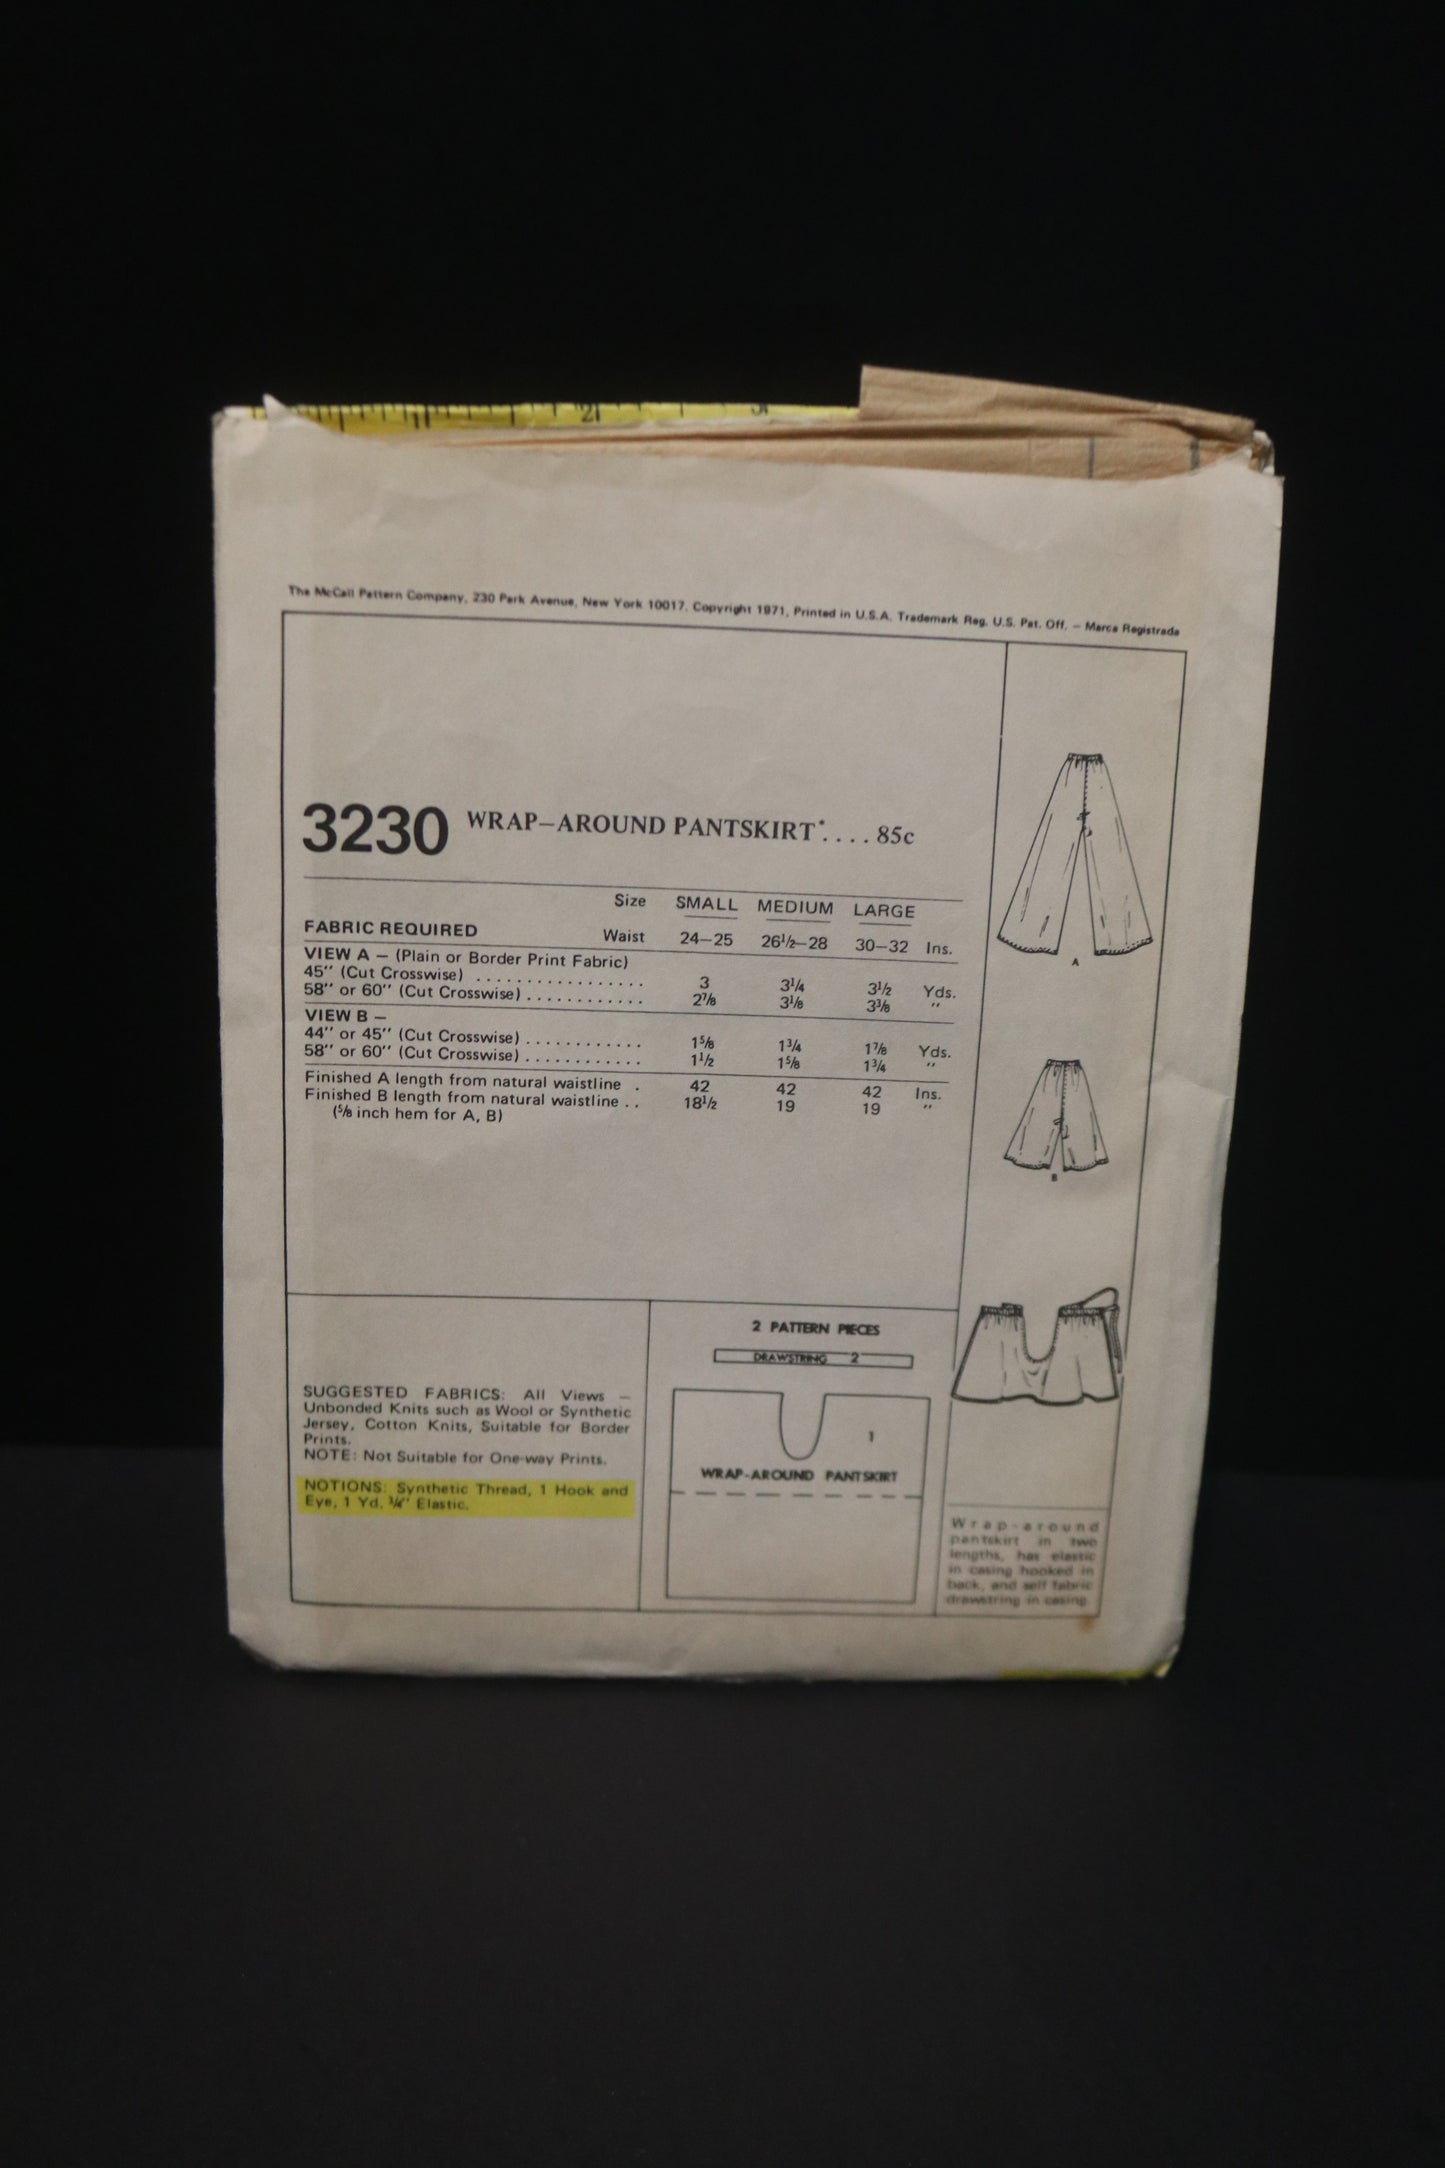 The McCall Pattern Company, 230 Park Avenue, New York 10017, Copyright 1971, Printed in U.S.A. Trademark Reg. U.S. Pat. Off. – Marca Registrada
3230 WRAP–AROUND PANTSKIRT*.... 85c
Size SMALL MEDIUM LARGE
FABRIC REQUIRED Waist 24–25 26½–28 30–32 Ins.
VIEW A – (Plain or Border Print Fabric)
45" (Cut Crosswise) ................. 3 3¼ 3½ Yds.
58" or 60" (Cut Crosswise) ............ 2⅞ 3⅛ 3⅜ "
VIEW B –
44" or 45" (Cut Crosswise) ............ 1⅝ 1¾ 1⅞ Yds.
58" or 60" (Cut Crosswise) ............ 1½ 1⅝ 1¾ "
Finished A length from natural waistline . 42 42 42 Ins.
Finished B length from natural waistline .. 18½ 19 19 "
(⅝ inch hem for A, B)
A
B
SUGGESTED FABRICS: All Views –
Unbonded Knits such as Wool or Synthetic
Jersey, Cotton Knits, Suitable for Border
Prints.
NOTE: Not Suitable for One-way Prints.
NOTIONS: Synthetic Thread, 1 Hook and
Eye, 1 Yd. ¾" Elastic.
2 PATTERN PIECES
DRAWSTRING 2
1
WRAP-AROUND PANTSKIRT
Wrap-around
pantskirt in two
lengths, has elastic
in casing hooked in
back, and self fabric
drawstring in casing.